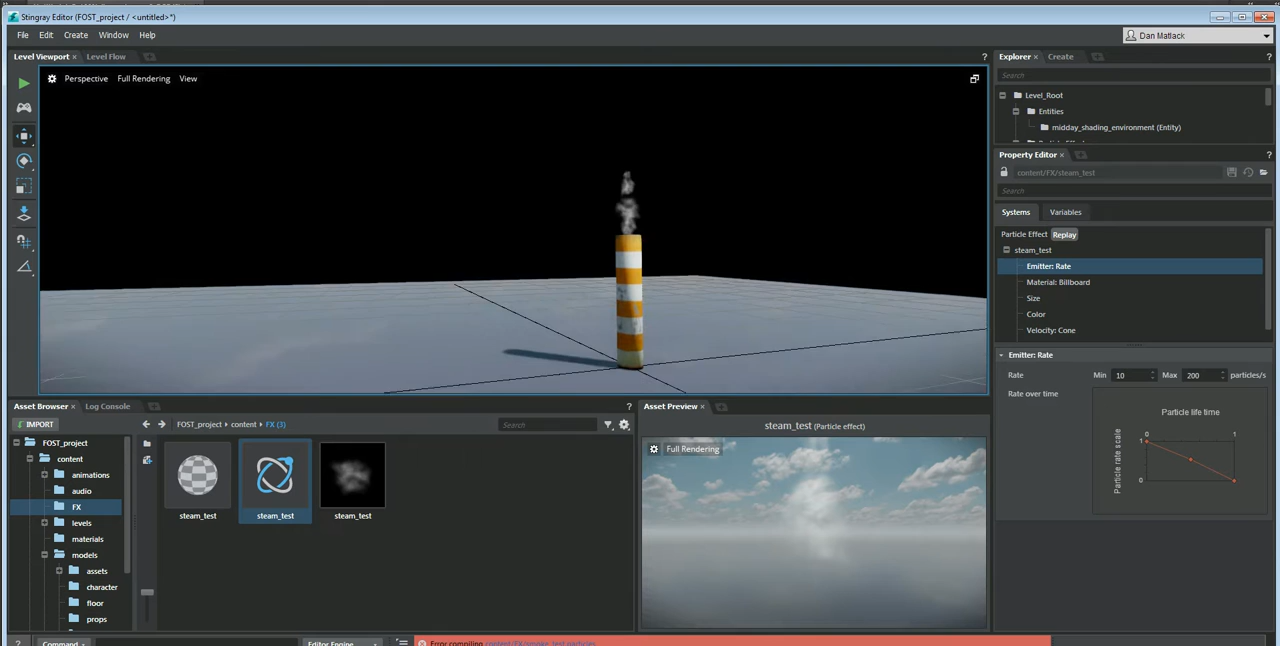 Stingray Editor (FOST_project / <untitled>*)
File Edit Create Window Help
Dan Matlack
Level Viewport × Level Flow
?
Explorer × Create
Perspective Full Rendering View
Search
Level_Root
Entities
midday_shading_environment (Entity)
Property Editor ×
?
content/FX/steam_test
Search
Systems Variables
Particle Effect Replay
steam_test
Emitter: Rate
Material: Billboard
Size
Color
Velocity: Cone
Emitter: Rate
Rate Min 10 Max 200 particles/s
Rate over time
Particle life time
0 1
1
Particle rate scale
0
Asset Browser × Log Console
?
IMPORT
FOST_project content FX (3)
Search
FOST_project
content
animations
audio
FX
levels
materials
models
assets
character
floor
props
steam_test steam_test steam_test
Asset Preview ×
steam_test (Particle effect)
Full Rendering
? Command Editor Engine
Error compiling content/FX/smoke_test.particles